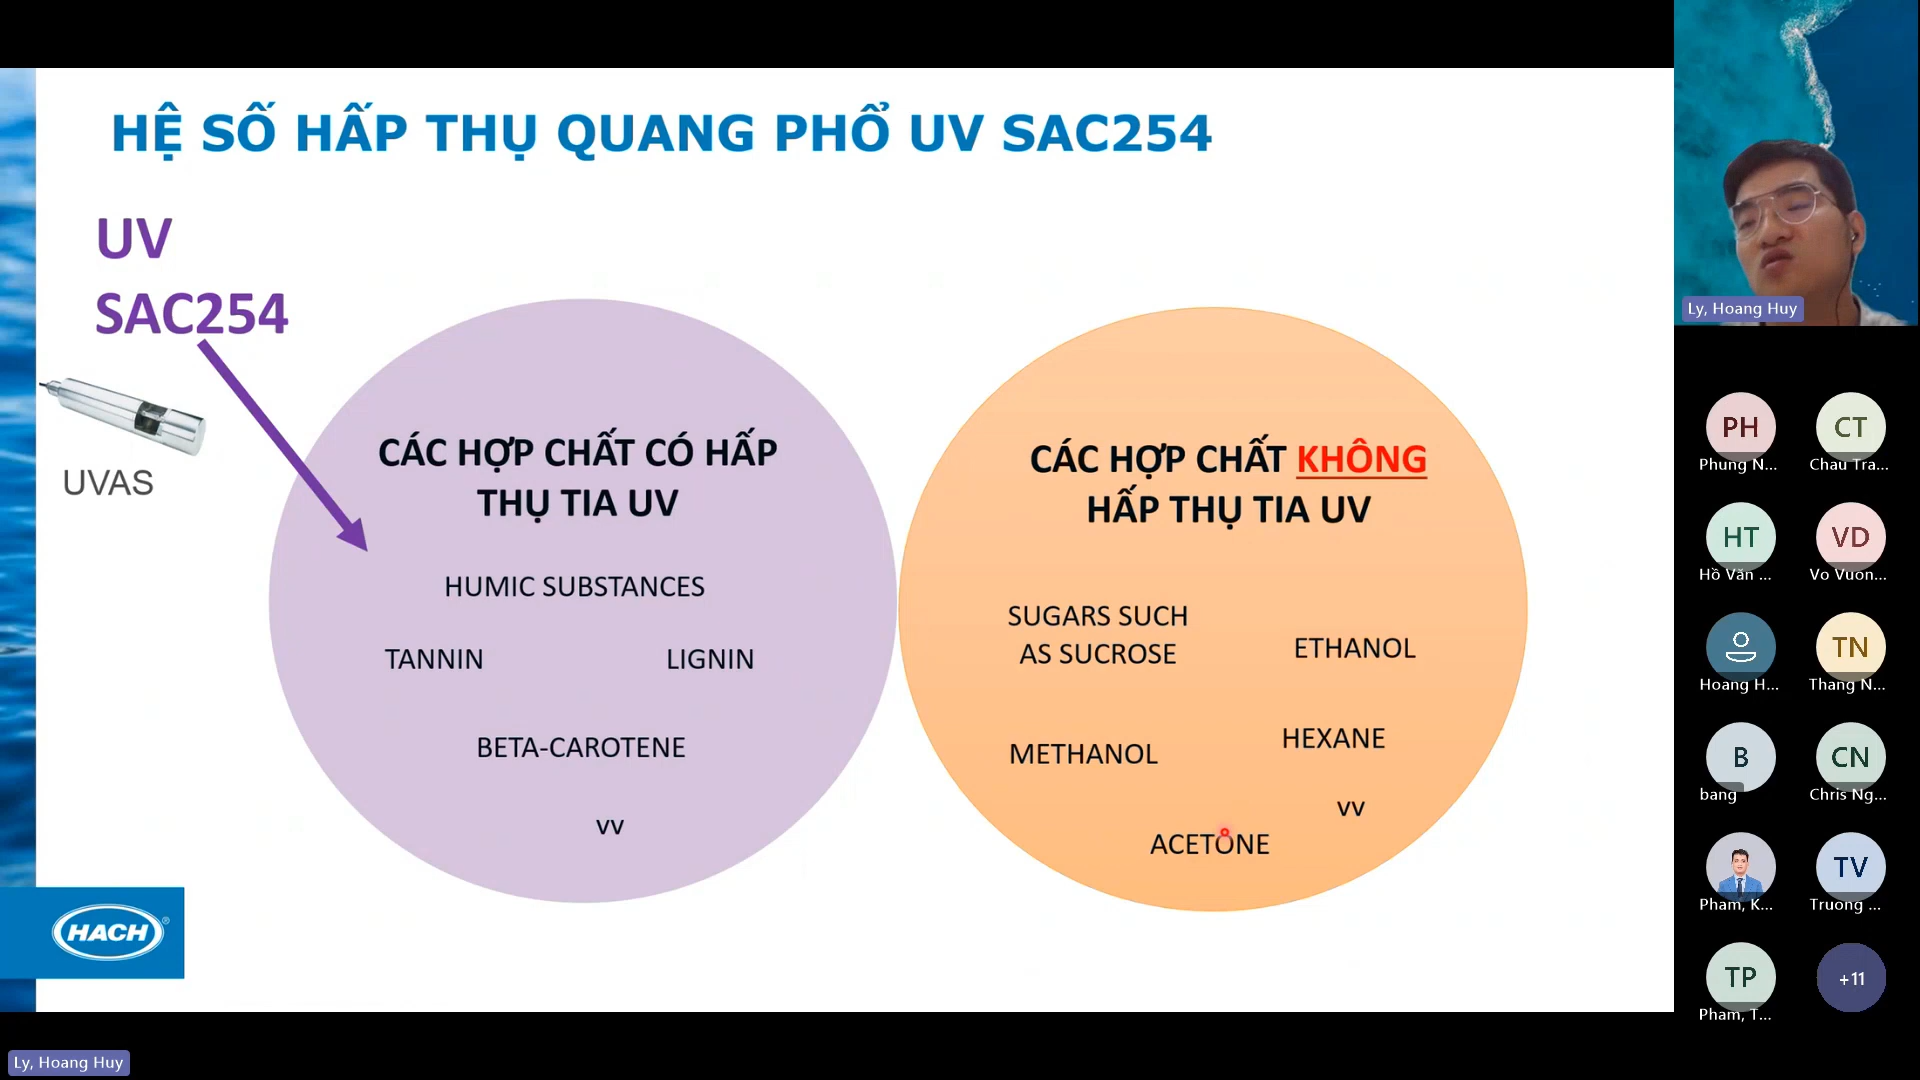 HỆ SỐ HẤP THỤ QUANG PHỔ UV SAC254
UV
SAC254
UVAS
CÁC HỢP CHẤT CÓ HẤP
THỤ TIA UV
HUMIC SUBSTANCES
TANNIN
LIGNIN
BETA-CAROTENE
vv
CÁC HỢP CHẤT KHÔNG
HẤP THỤ TIA UV
SUGARS SUCH
AS SUCROSE
ETHANOL
METHANOL
HEXANE
vv
ACETONE
HACH®
Ly, Hoang Huy
PH
Phung N...
CT
Chau Tra...
HT
Hồ Văn ...
VD
Vo Vuon...
Hoang H...
TN
Thang N...
B
bang
CN
Chris Ng...
Pham, K...
TV
Truong ...
TP
Pham, T...
+11
Ly, Hoang Huy